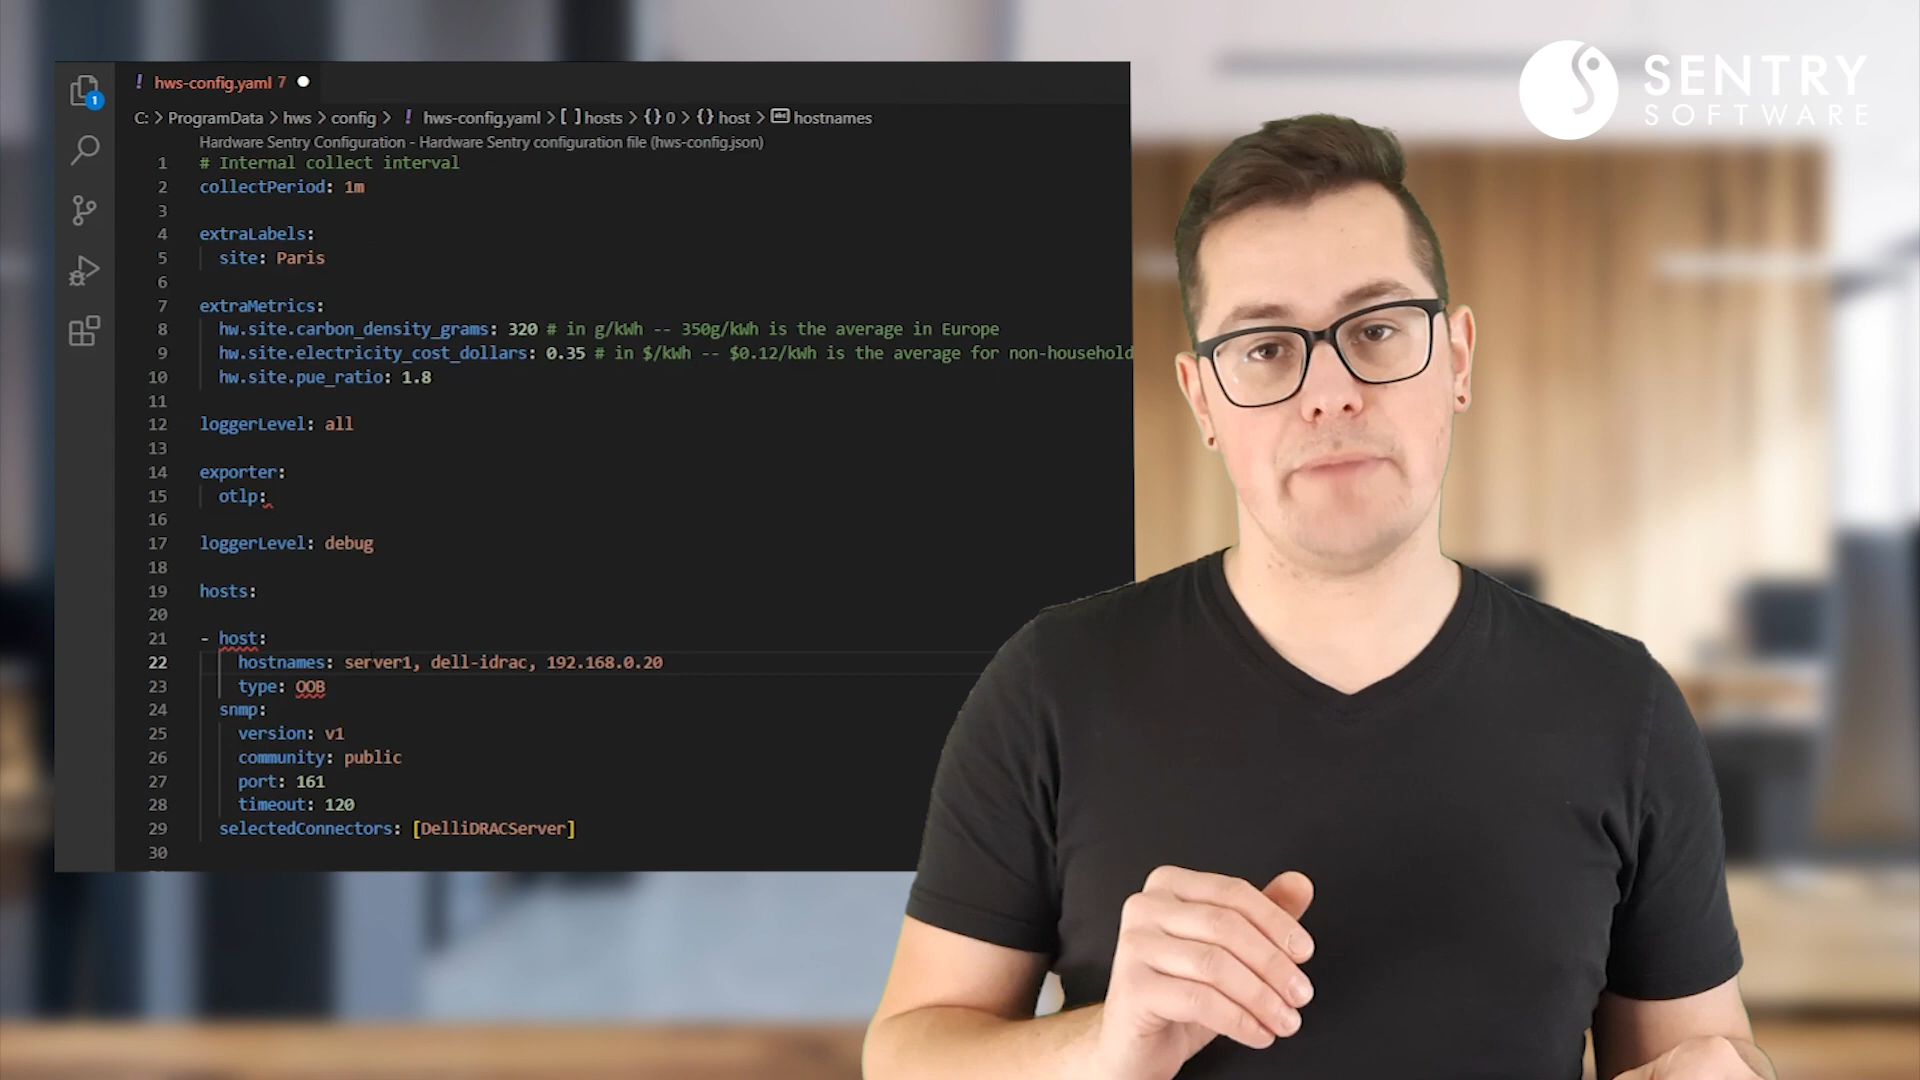 SENTRY
SOFTWARE
! hws-config.yaml 7
1
C: > ProgramData > hws > config > ! hws-config.yaml > [ ] hosts > {} 0 > {} host > abc hostnames
Hardware Sentry Configuration - Hardware Sentry configuration file (hws-config.json)
1 # Internal collect interval
2 collectPeriod: 1m
3
4 extraLabels:
5 site: Paris
6
7 extraMetrics:
8 hw.site.carbon_density_grams: 320 # in g/kWh -- 350g/kWh is the average in Europe
9 hw.site.electricity_cost_dollars: 0.35 # in $/kWh -- $0.12/kWh is the average for non-household
10 hw.site.pue_ratio: 1.8
11
12 loggerLevel: all
13
14 exporter:
15 otlp:
16
17 loggerLevel: debug
18
19 hosts:
20
21 - host:
22 hostnames: server1, dell-idrac, 192.168.0.20
23 type: OOB
24 snmp:
25 version: v1
26 community: public
27 port: 161
28 timeout: 120
29 selectedConnectors: [DelliDRACServer]
30